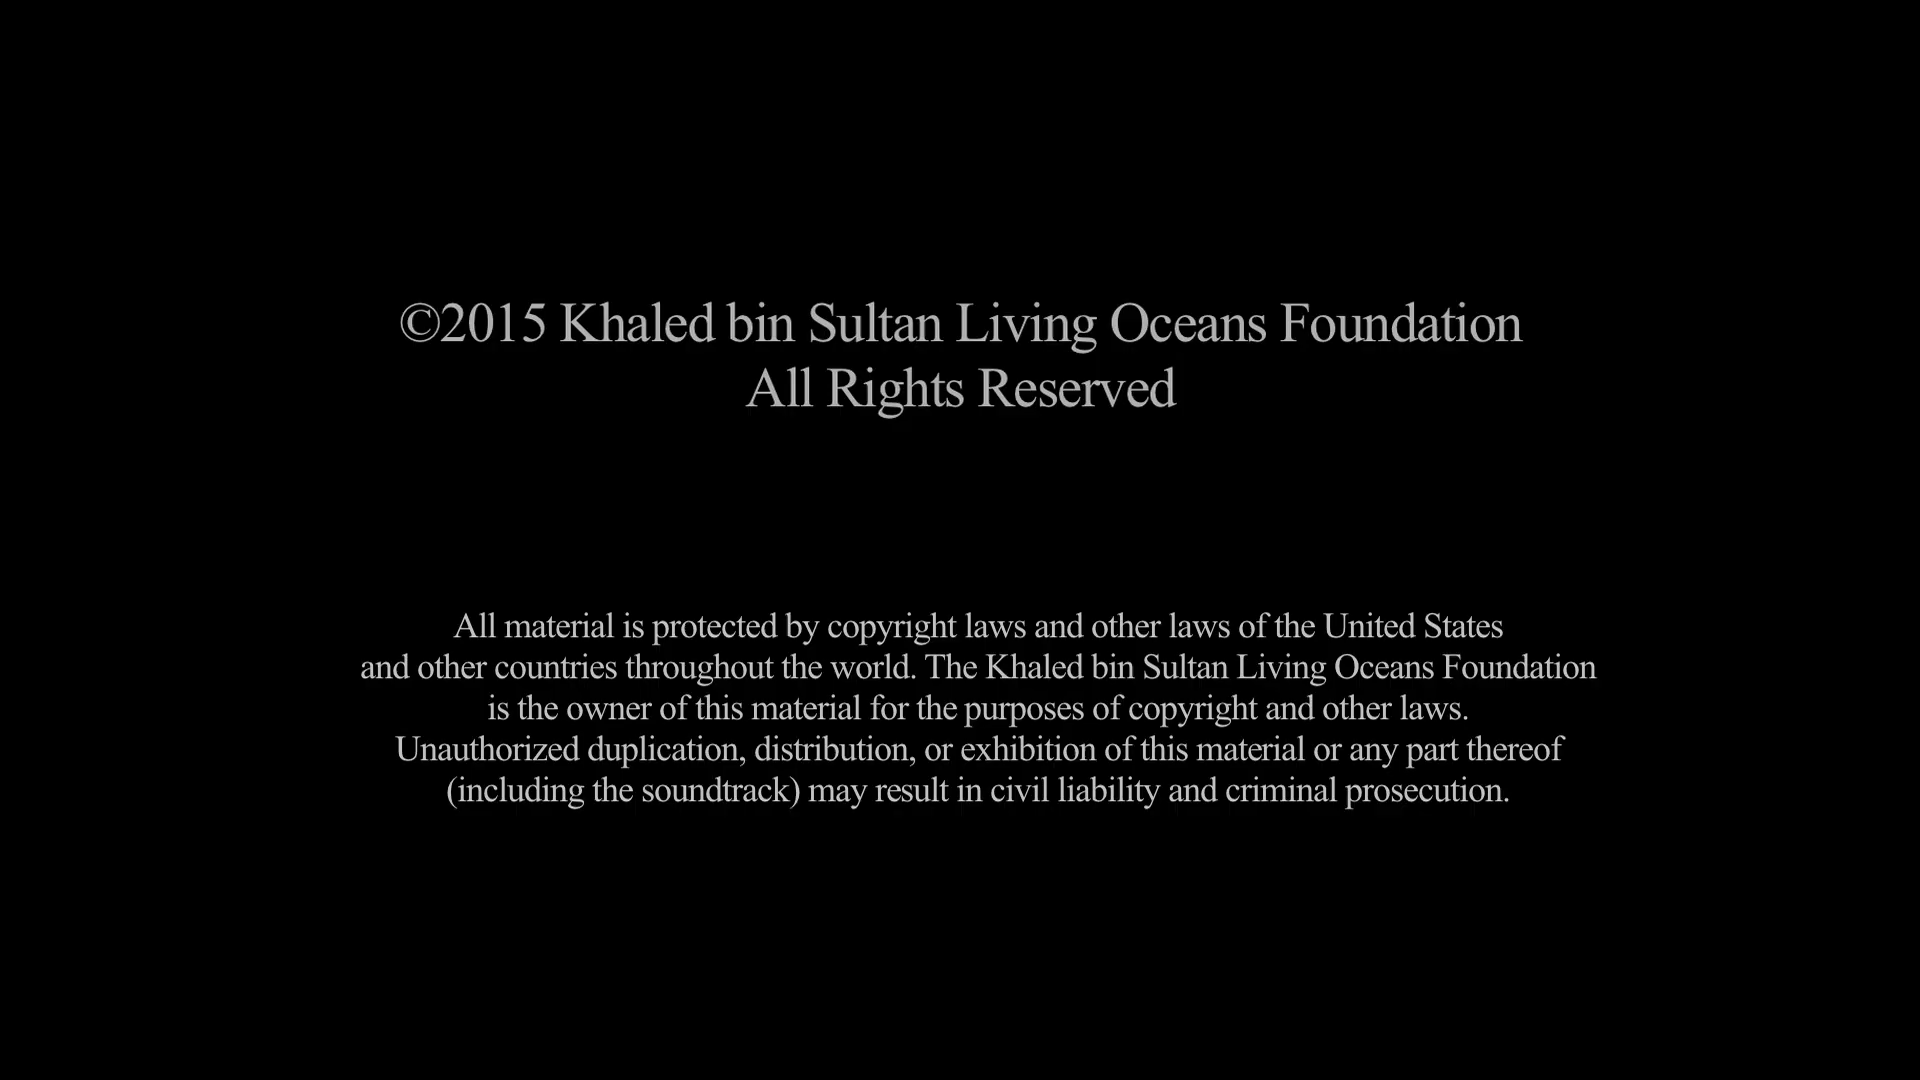 ©2015 Khaled bin Sultan Living Oceans Foundation
All Rights Reserved
All material is protected by copyright laws and other laws of the United States
and other countries throughout the world. The Khaled bin Sultan Living Oceans Foundation
is the owner of this material for the purposes of copyright and other laws.
Unauthorized duplication, distribution, or exhibition of this material or any part thereof
(including the soundtrack) may result in civil liability and criminal prosecution.